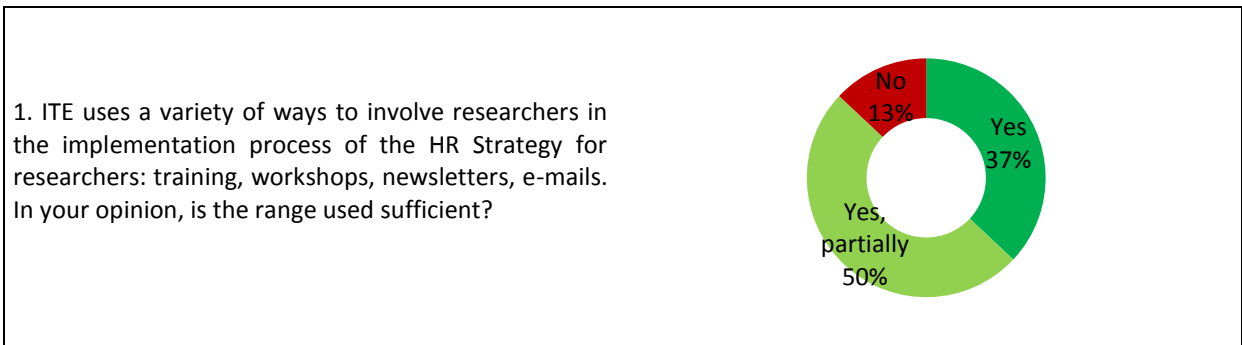 1. ITE uses a variety of ways to involve researchers in
the implementation process of the HR Strategy for
researchers: training, workshops, newsletters, e-mails.
In your opinion, is the range used sufficient?
No
13%
Yes
37%
Yes,
partially
50%